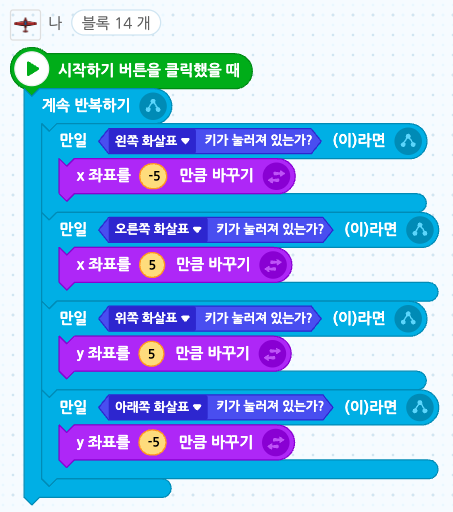 나 블록 14 개
시작하기 버튼을 클릭했을 때
계속 반복하기
만일 왼쪽 화살표 키가 눌러져 있는가? (이)라면
x 좌표를 -5 만큼 바꾸기
만일 오른쪽 화살표 키가 눌러져 있는가? (이)라면
x 좌표를 5 만큼 바꾸기
만일 위쪽 화살표 키가 눌러져 있는가? (이)라면
y 좌표를 5 만큼 바꾸기
만일 아래쪽 화살표 키가 눌러져 있는가? (이)라면
y 좌표를 -5 만큼 바꾸기